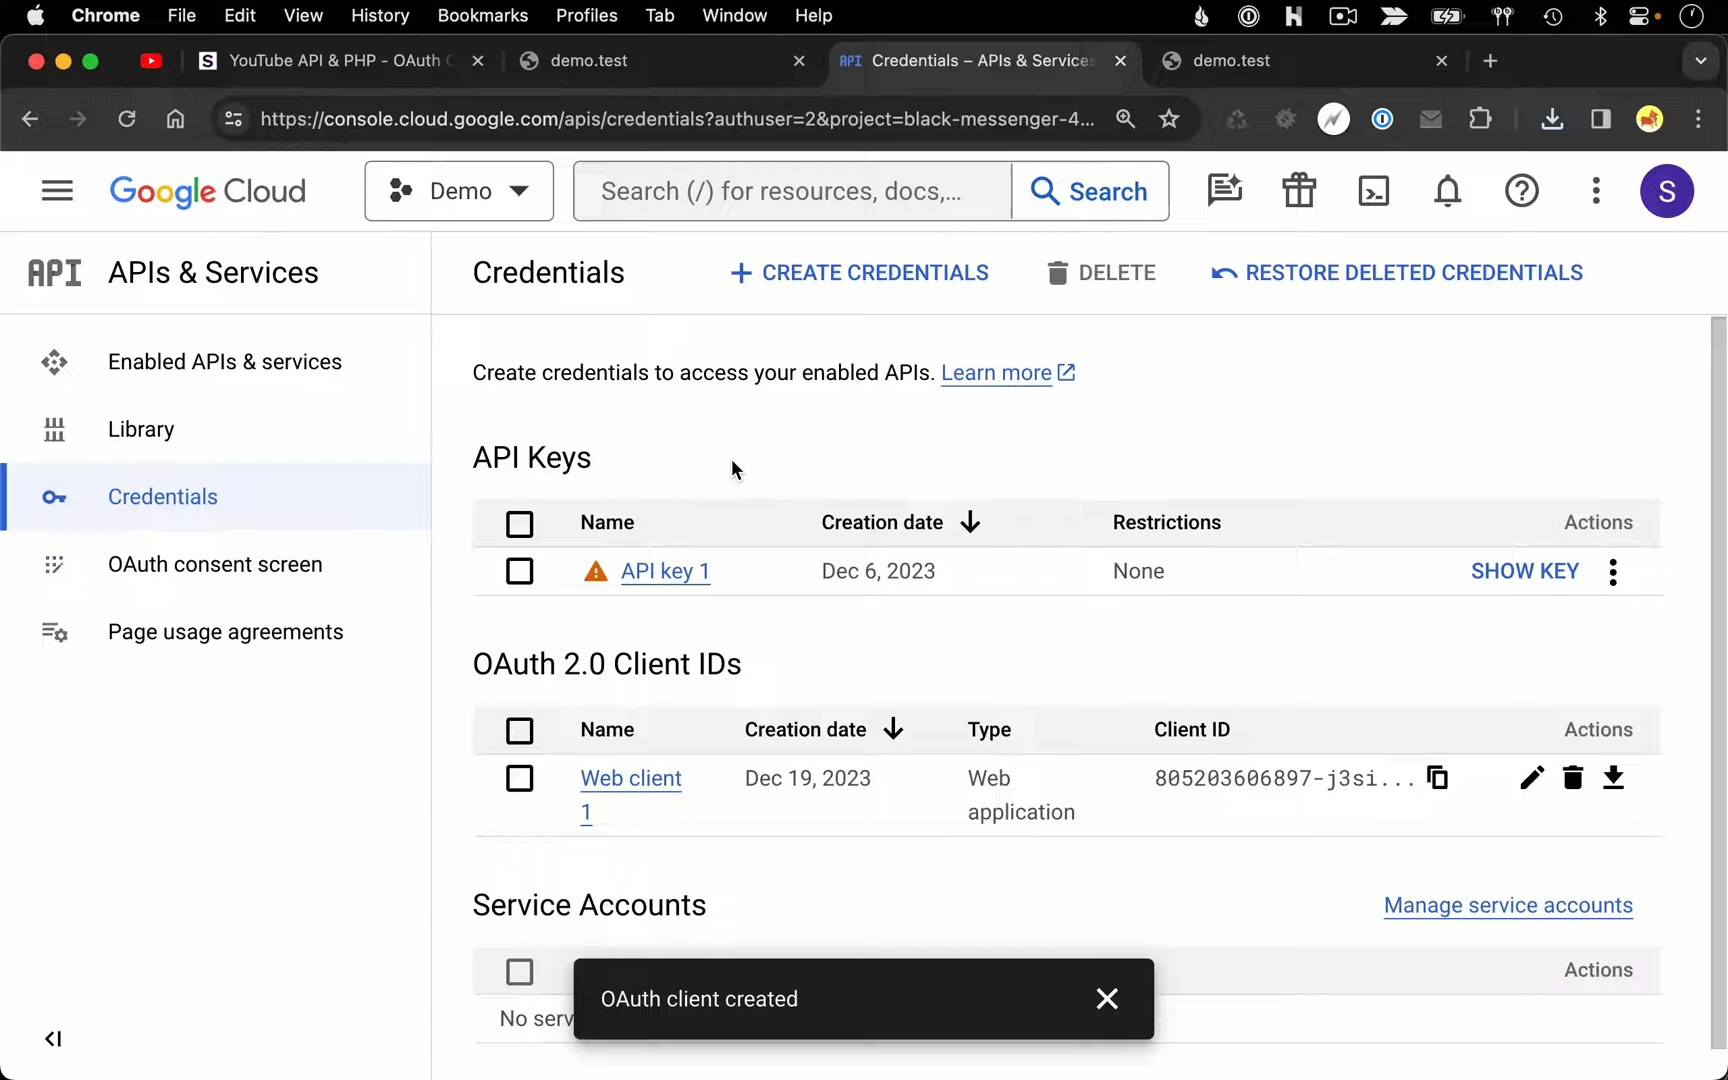 Chrome File Edit View History Bookmarks Profiles Tab Window Help
S YouTube API & PHP - OAuth
demo.test
API Credentials – APIs & Services
demo.test
https://console.cloud.google.com/apis/credentials?authuser=2&project=black-messenger-4...
Google Cloud
Demo
Search (/) for resources, docs,...
Search
S
API APIs & Services
Credentials
+ CREATE CREDENTIALS
DELETE
RESTORE DELETED CREDENTIALS
Enabled APIs & services
Library
Credentials
OAuth consent screen
Page usage agreements
Create credentials to access your enabled APIs. Learn more
API Keys
Name Creation date Restrictions Actions
API key 1 Dec 6, 2023 None SHOW KEY
OAuth 2.0 Client IDs
Name Creation date Type Client ID Actions
Web client Dec 19, 2023 Web 805203606897-j3si...
1 application
Service Accounts
Manage service accounts
Actions
No serv
OAuth client created